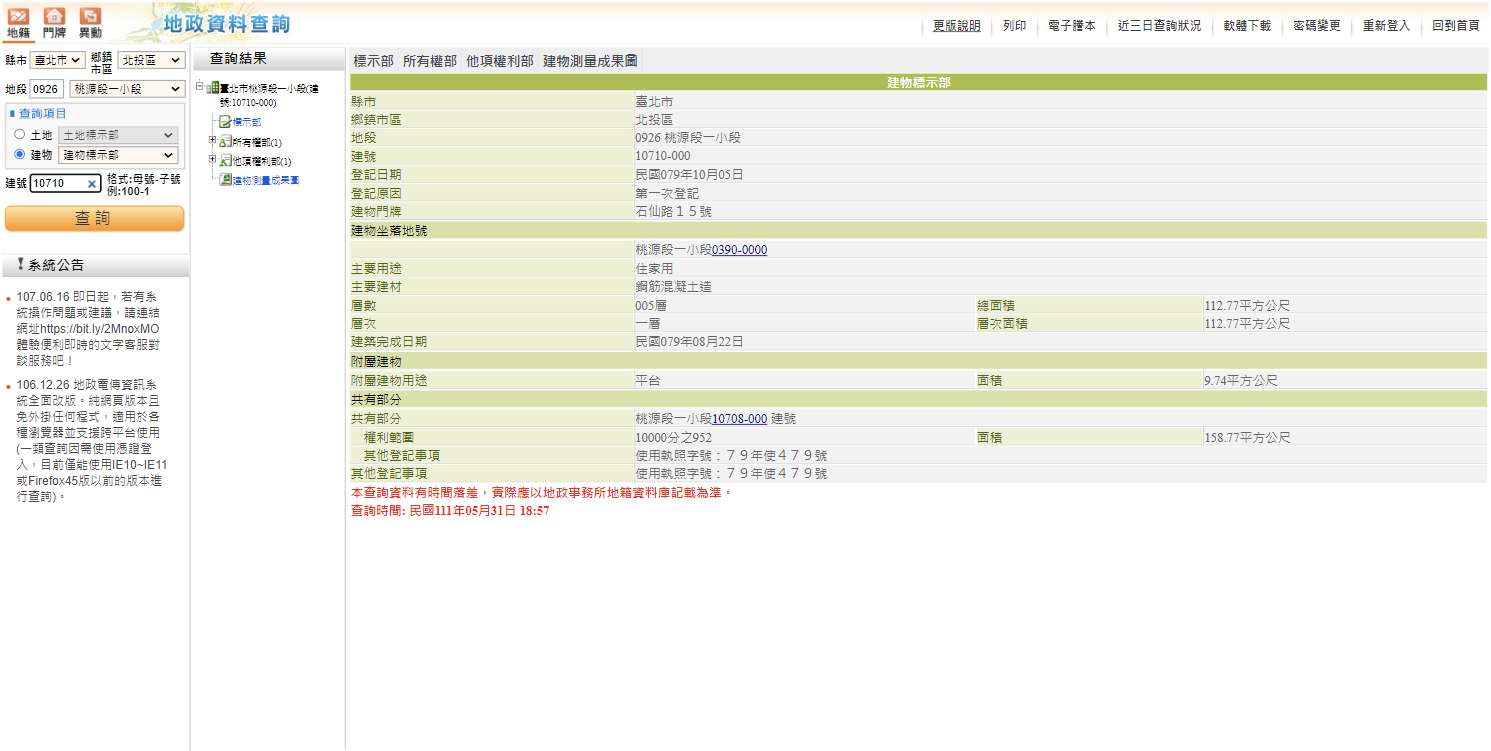 地籍 門牌 異動 地政資料查詢 更版說明 列印 電子謄本 近三日查詢狀況 軟體下載 密碼變更 重新登入 回到首頁
縣市 臺北市 鄉鎮市區 北投區
地段 0926 桃源段一小段
查詢項目
土地 土地標示部
建物 建物標示部
建號 10710 格式:母號-子號
例:100-1
查 詢
系統公告
107.06.16 即日起，若有系
統操作問題或建議，請連結
網址https://bit.ly/2MnoxMO
體驗便利即時的文字客服對
談服務吧！
106.12.26 地政電傳資訊系
統全面改版。純網頁版本且
免外掛任何程式，適用於各
種瀏覽器並支援跨平台使用
(一類查詢因需使用憑證登
入，目前僅能使用IE10~IE11
或Firefox45版以前的版本進
行查詢)。
查詢結果
臺北市桃源段一小段(建
號:10710-000)
標示部
所有權部(1)
他項權利部(1)
建物測量成果圖
標示部 所有權部 他項權利部 建物測量成果圖
建物標示部
縣市 臺北市
鄉鎮市區 北投區
地段 0926 桃源段一小段
建號 10710-000
登記日期 民國079年10月05日
登記原因 第一次登記
建物門牌 石仙路１５號
建物坐落地號
桃源段一小段0390-0000
主要用途 住家用
主要建材 鋼筋混凝土造
層數 005層 總面積 112.77平方公尺
層次 一層 層次面積 112.77平方公尺
建築完成日期 民國079年08月22日
附屬建物
附屬建物用途 平台 面積 9.74平方公尺
共有部分
共有部分 桃源段一小段10708-000 建號
權利範圍 10000分之952 面積 158.77平方公尺
其他登記事項 使用執照字號：７９年使４７９號
其他登記事項 使用執照字號：７９年使４７９號
本查詢資料有時間落差，實際應以地政事務所地籍資料庫記載為準。
查詢時間: 民國111年05月31日 18:57